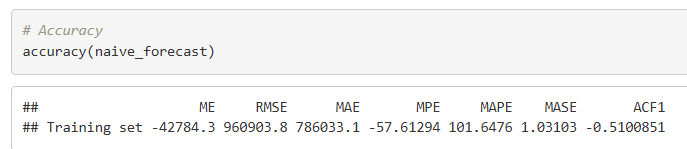 # Accuracy
accuracy(naive_forecast)
## ME RMSE MAE MPE MAPE MASE ACF1
## Training set -42784.3 960903.8 786033.1 -57.61294 101.6476 1.03103 -0.5100851